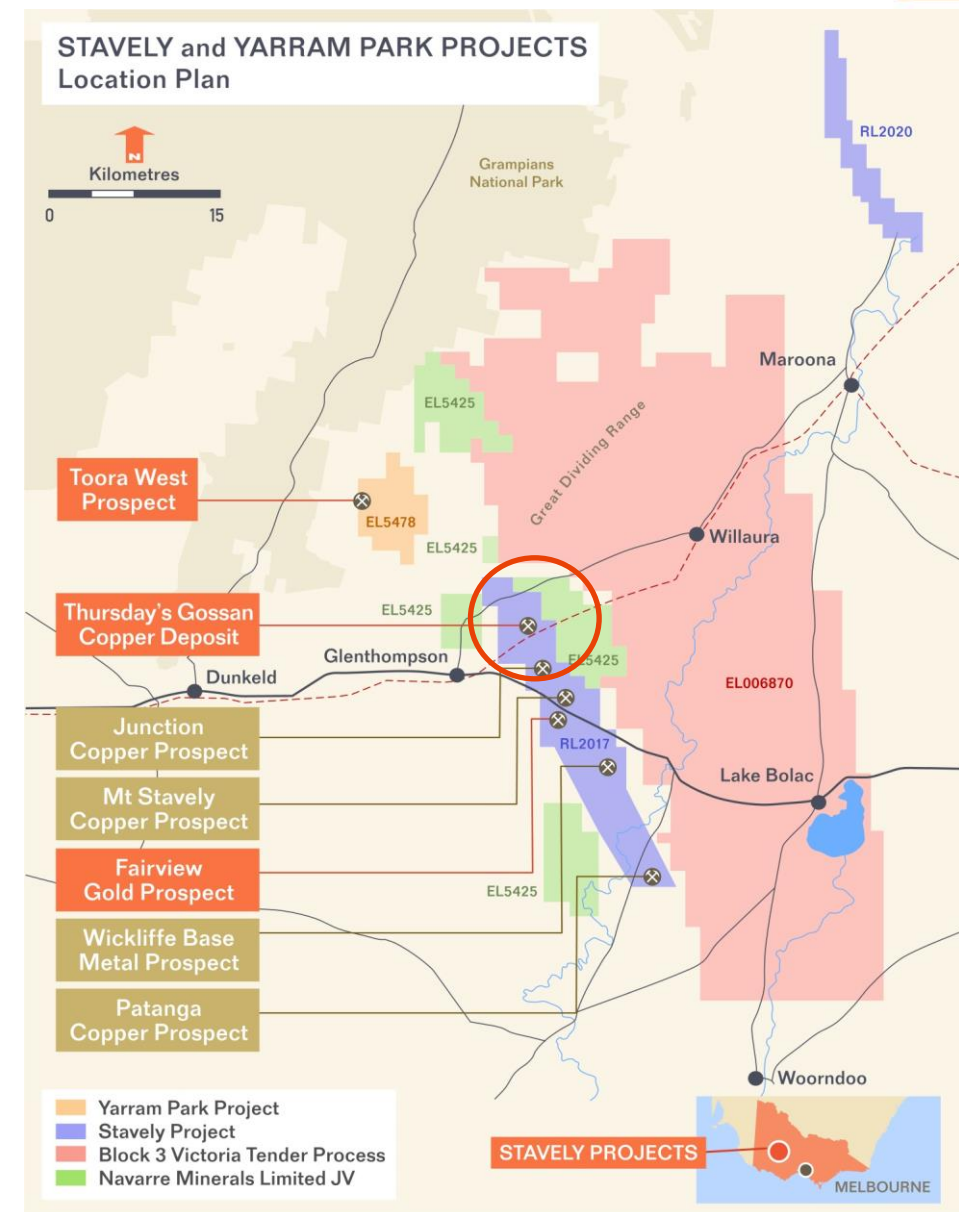 STAVELY and YARRAM PARK PROJECTS
Location Plan
N
Kilometres
0 15
Grampians
National Park
RL2020
Maroona
EL5425
Great Dividing Range
Toora West
Prospect
EL5478
Willaura
EL5425
EL5425
Thursday's Gossan
Copper Deposit
Glenthompson
EL5425
Dunkeld
EL006870
Junction
Copper Prospect
RL2017
Lake Bolac
Mt Stavely
Copper Prospect
Fairview
Gold Prospect
EL5425
Wickliffe Base
Metal Prospect
Patanga
Copper Prospect
Woorndoo
Yarram Park Project
Stavely Project
Block 3 Victoria Tender Process
Navarre Minerals Limited JV
STAVELY PROJECTS
MELBOURNE